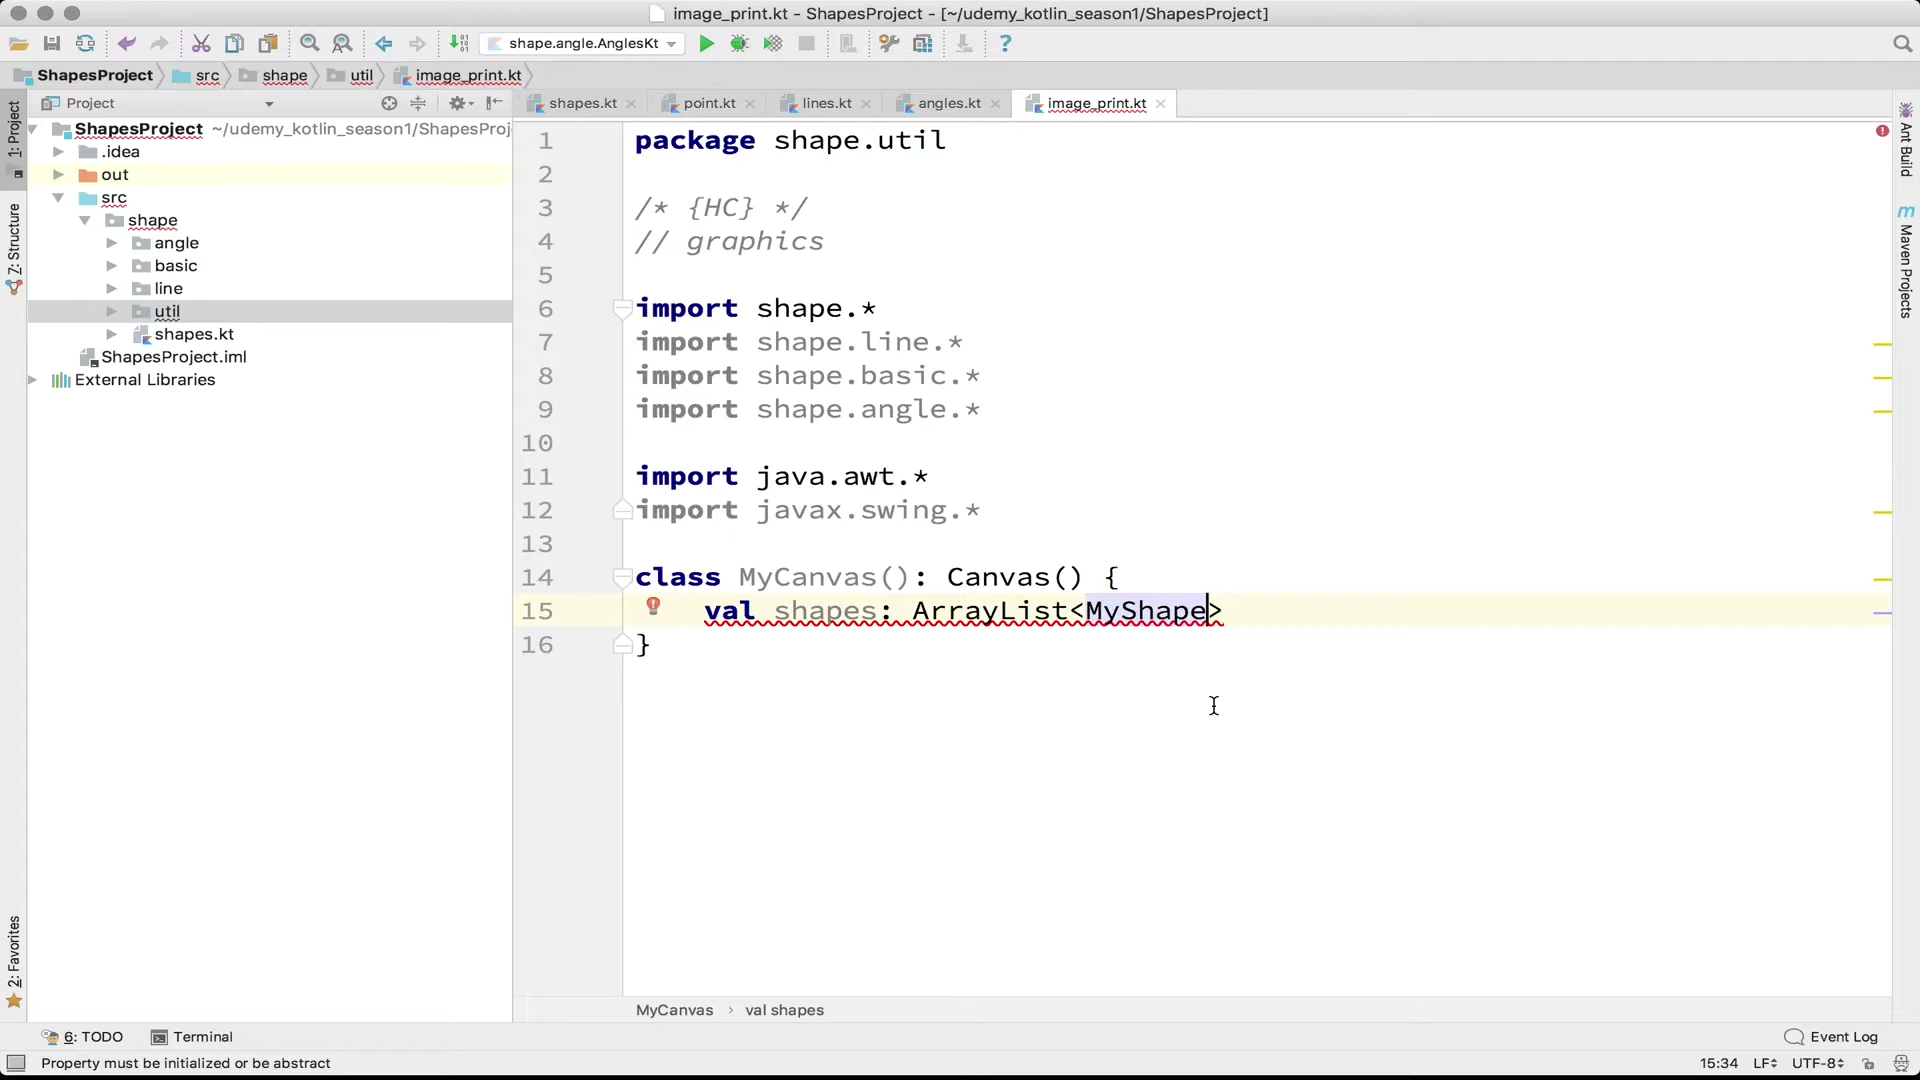 image_print.kt - ShapesProject - [~/udemy_kotlin_season1/ShapesProject]
shape.angle.AnglesKt
ShapesProject src shape util image_print.kt
1: Project
Z: Structure
2: Favorites
Project
ShapesProject ~/udemy_kotlin_season1/ShapesProj
.idea
out
src
shape
angle
basic
line
util
shapes.kt
ShapesProject.iml
External Libraries
shapes.kt point.kt lines.kt angles.kt image_print.kt
1 package shape.util
2
3 /* {HC} */
4 // graphics
5
6 import shape.*
7 import shape.line.*
8 import shape.basic.*
9 import shape.angle.*
10
11 import java.awt.*
12 import javax.swing.*
13
14 class MyCanvas(): Canvas() {
15 val shapes: ArrayList<MyShape>
16 }
Ant Build
m Maven Projects
MyCanvas › val shapes
6: TODO Terminal Event Log
Property must be initialized or be abstract 15:34 LF UTF-8